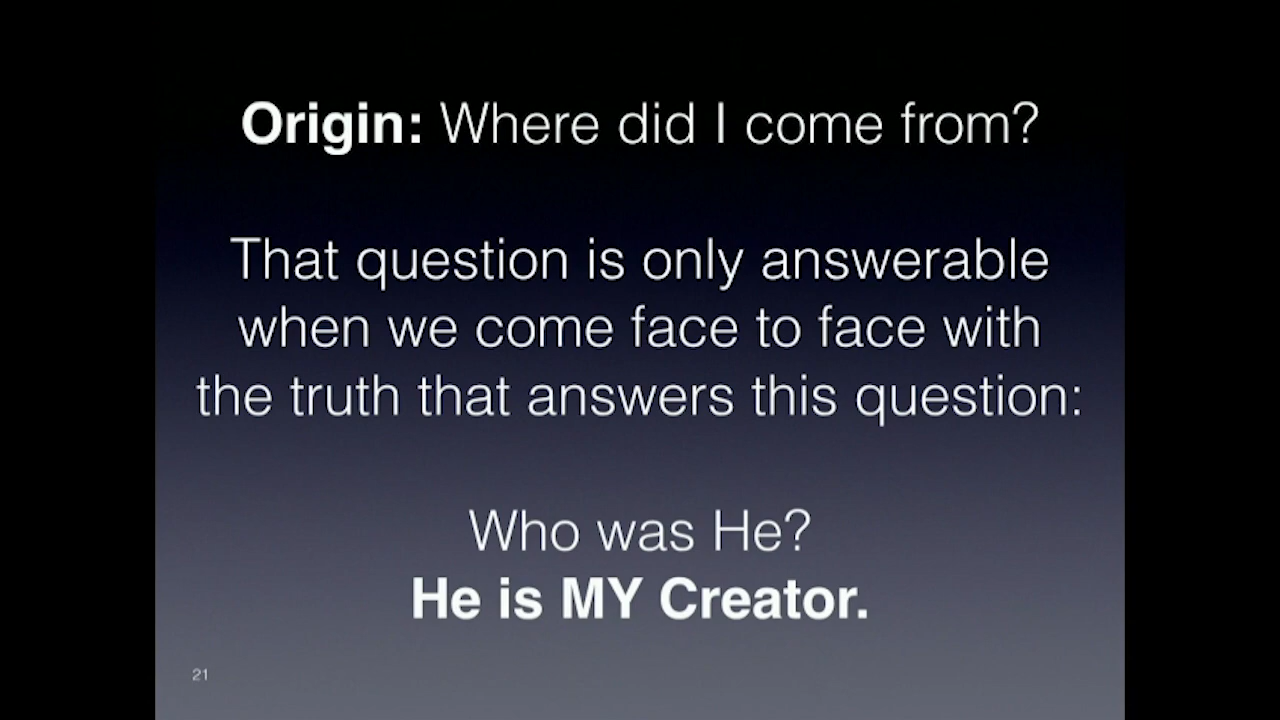 Origin: Where did I come from?
That question is only answerable
when we come face to face with
the truth that answers this question:
Who was He?
He is MY Creator.
21